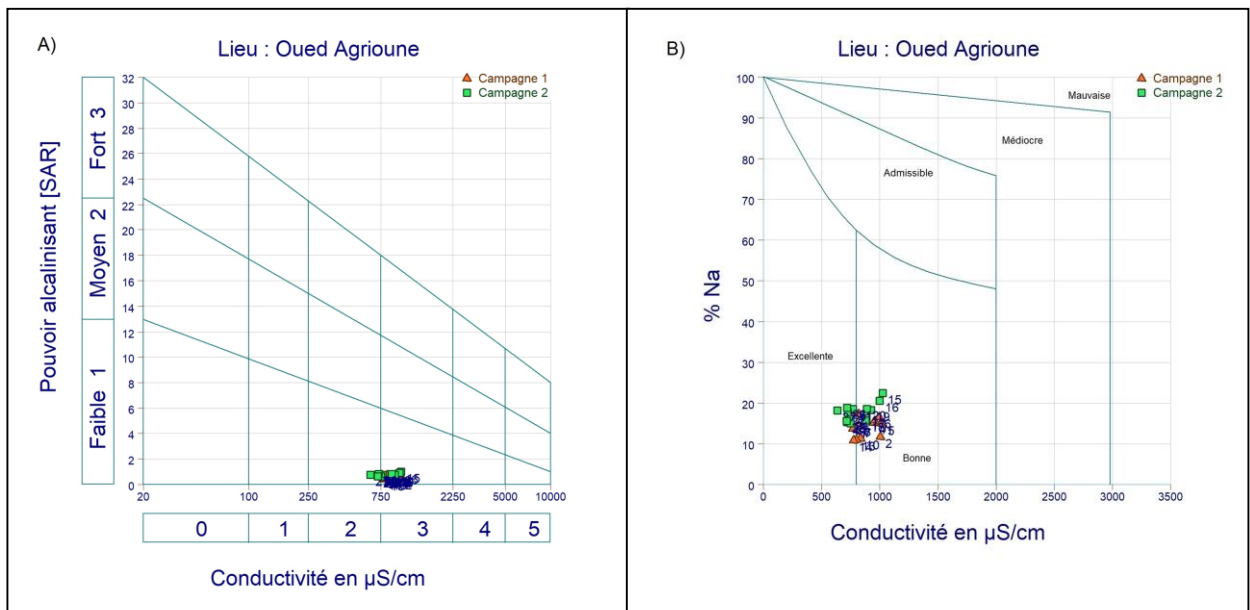 A)
Lieu : Oued Agrioune
Campagne 1
Campagne 2
Pouvoir alcalinisant [SAR]
Fort 3
Moyen 2
Faible 1
32
30
28
26
24
22
20
18
16
14
12
10
8
6
4
2
0
20 100 250 750 2250 5000 10000
0 1 2 3 4 5
Conductivité en µS/cm
B)
Lieu : Oued Agrioune
Campagne 1
Campagne 2
% Na
100
90
80
70
60
50
40
30
20
10
0
Mauvaise
Médiocre
Admissible
Excellente
Bonne
15
16
2
0 500 1000 1500 2000 2500 3000 3500
Conductivité en µS/cm